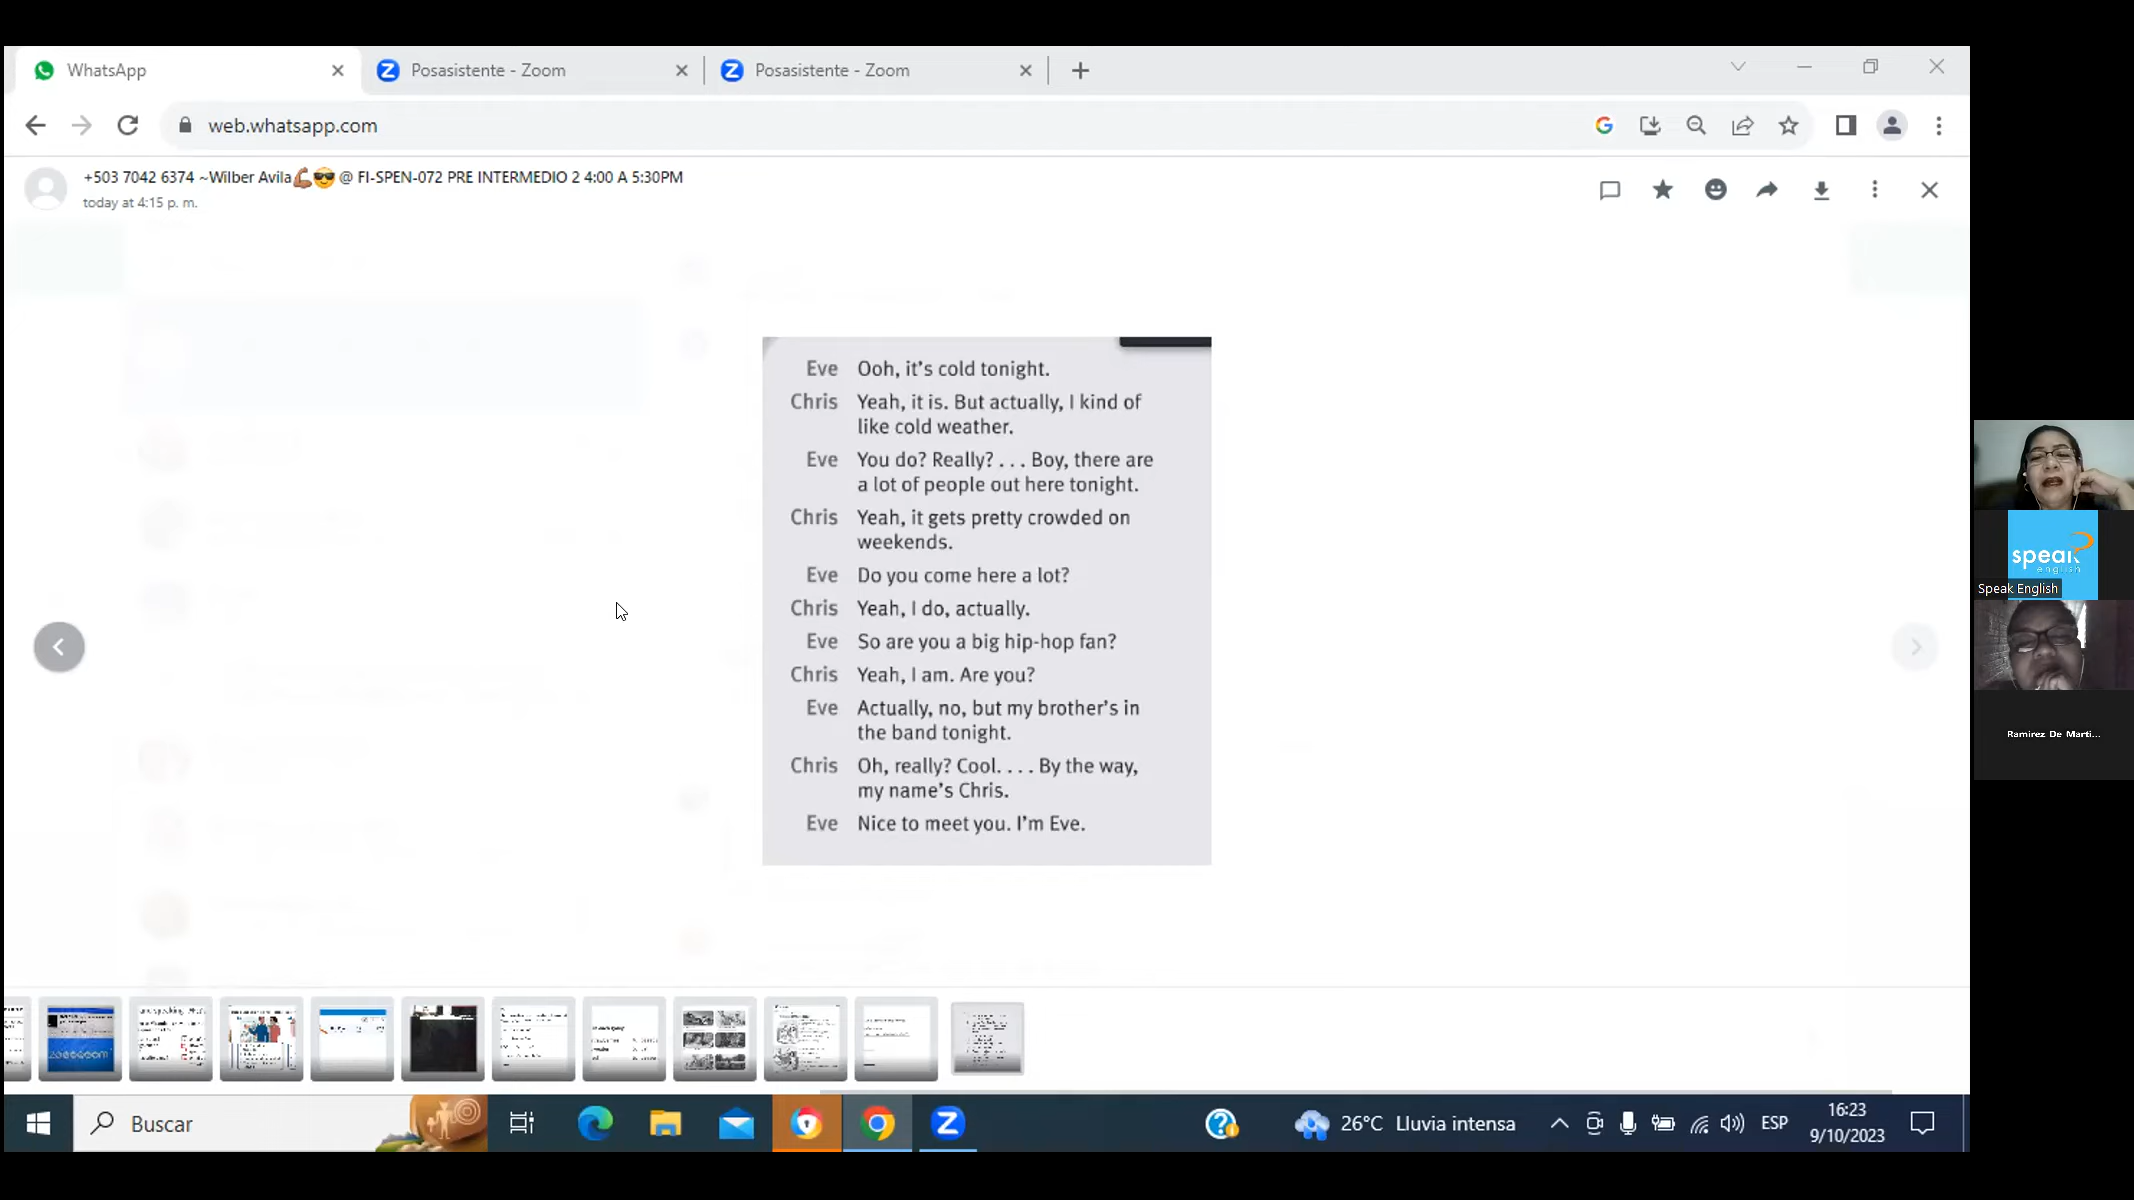 WhatsApp
Posasistente - Zoom
Posasistente - Zoom
web.whatsapp.com
+503 7042 6374 ~Wilber Avila💪🏽😎 @ FI-SPEN-072 PRE INTERMEDIO 2 4:00 A 5:30PM
today at 4:15 p. m.
Eve Ooh, it's cold tonight.
Chris Yeah, it is. But actually, I kind of
like cold weather.
Eve You do? Really? . . . Boy, there are
a lot of people out here tonight.
Chris Yeah, it gets pretty crowded on
weekends.
Eve Do you come here a lot?
Chris Yeah, I do, actually.
Eve So are you a big hip-hop fan?
Chris Yeah, I am. Are you?
Eve Actually, no, but my brother's in
the band tonight.
Chris Oh, really? Cool. . . . By the way,
my name's Chris.
Eve Nice to meet you. I'm Eve.
speak
english
Speak English
Ramirez De Marti...
Buscar
26°C Lluvia intensa
ESP
16:23
9/10/2023